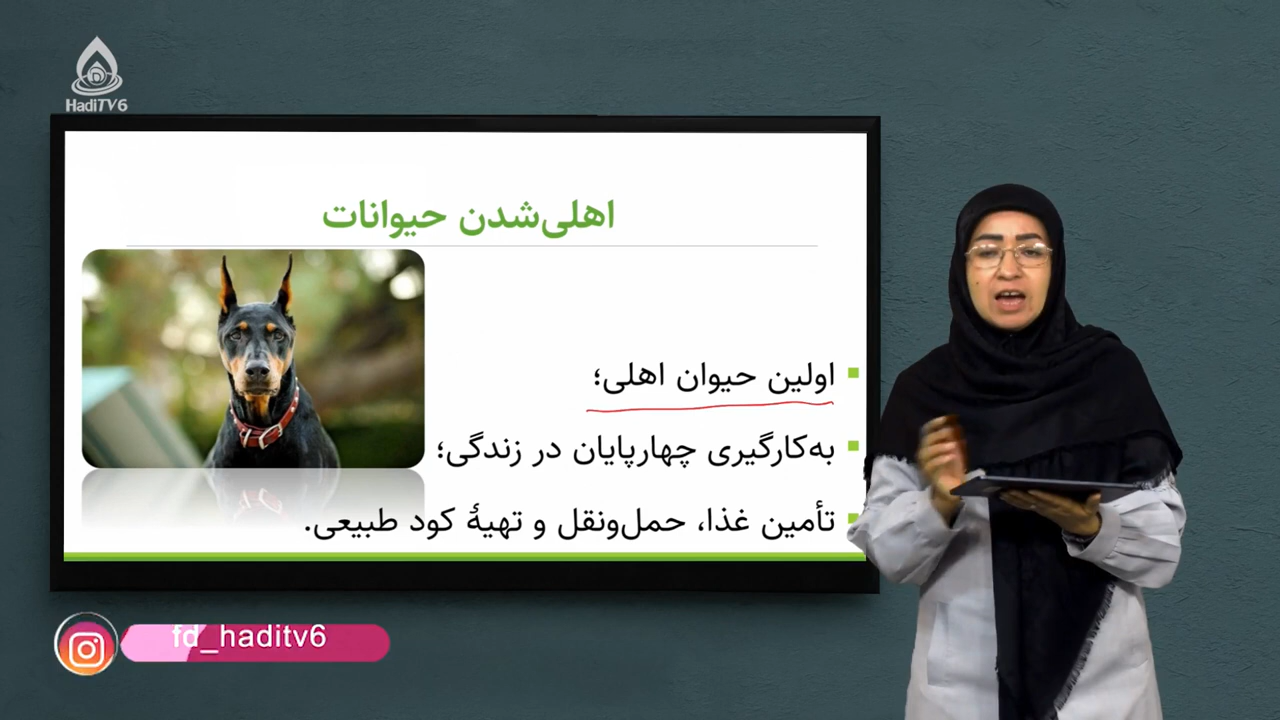 HadiTV6
اهلی‌شدن حیوانات
اولین حیوان اهلی؛
به‌کارگیری چهارپایان در زندگی؛
تأمین غذا، حمل‌ونقل و تهیهٔ کود طبیعی.
fd_haditv6